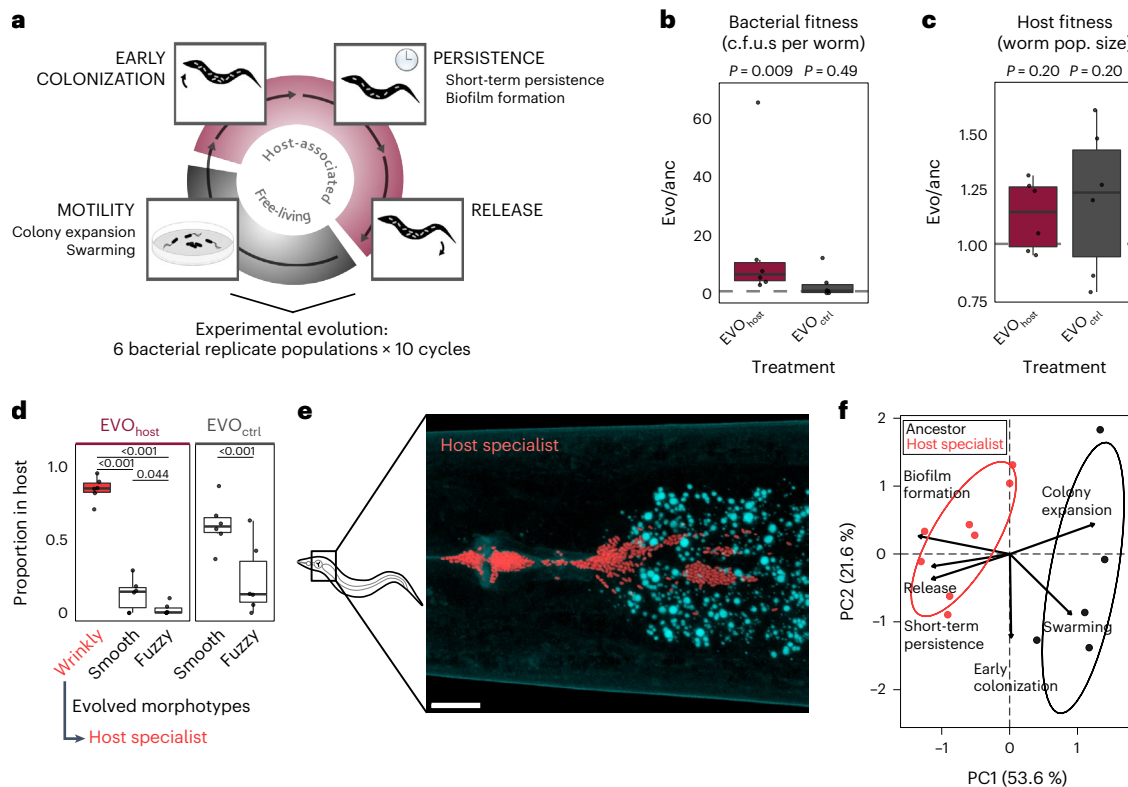 a
EARLY
COLONIZATION
PERSISTENCE
Short-term persistence
Biofilm formation
Host-associated
Free-living
MOTILITY
Colony expansion
Swarming
RELEASE
Experimental evolution:
6 bacterial replicate populations × 10 cycles
b
Bacterial fitness
(c.f.u.s per worm)
P = 0.009 P = 0.49
Evo/anc
60
40
20
0
EVOhost
EVOctrl
Treatment
c
Host fitness
(worm pop. size)
P = 0.20 P = 0.20
Evo/anc
1.50
1.25
1.00
0.75
EVOhost
EVOctrl
Treatment
d
EVOhost
EVOctrl
<0.001
<0.001
0.044
<0.001
Proportion in host
1.0
0.5
0
Wrinkly
Smooth
Fuzzy
Smooth
Fuzzy
Evolved morphotypes
Host specialist
e
Host specialist
f
Ancestor
Host specialist
Biofilm
formation
Colony
expansion
Release
Short-term
persistence
Swarming
Early
colonization
PC2 (21.6 %)
2
1
0
−1
−2
−1
0
1
PC1 (53.6 %)